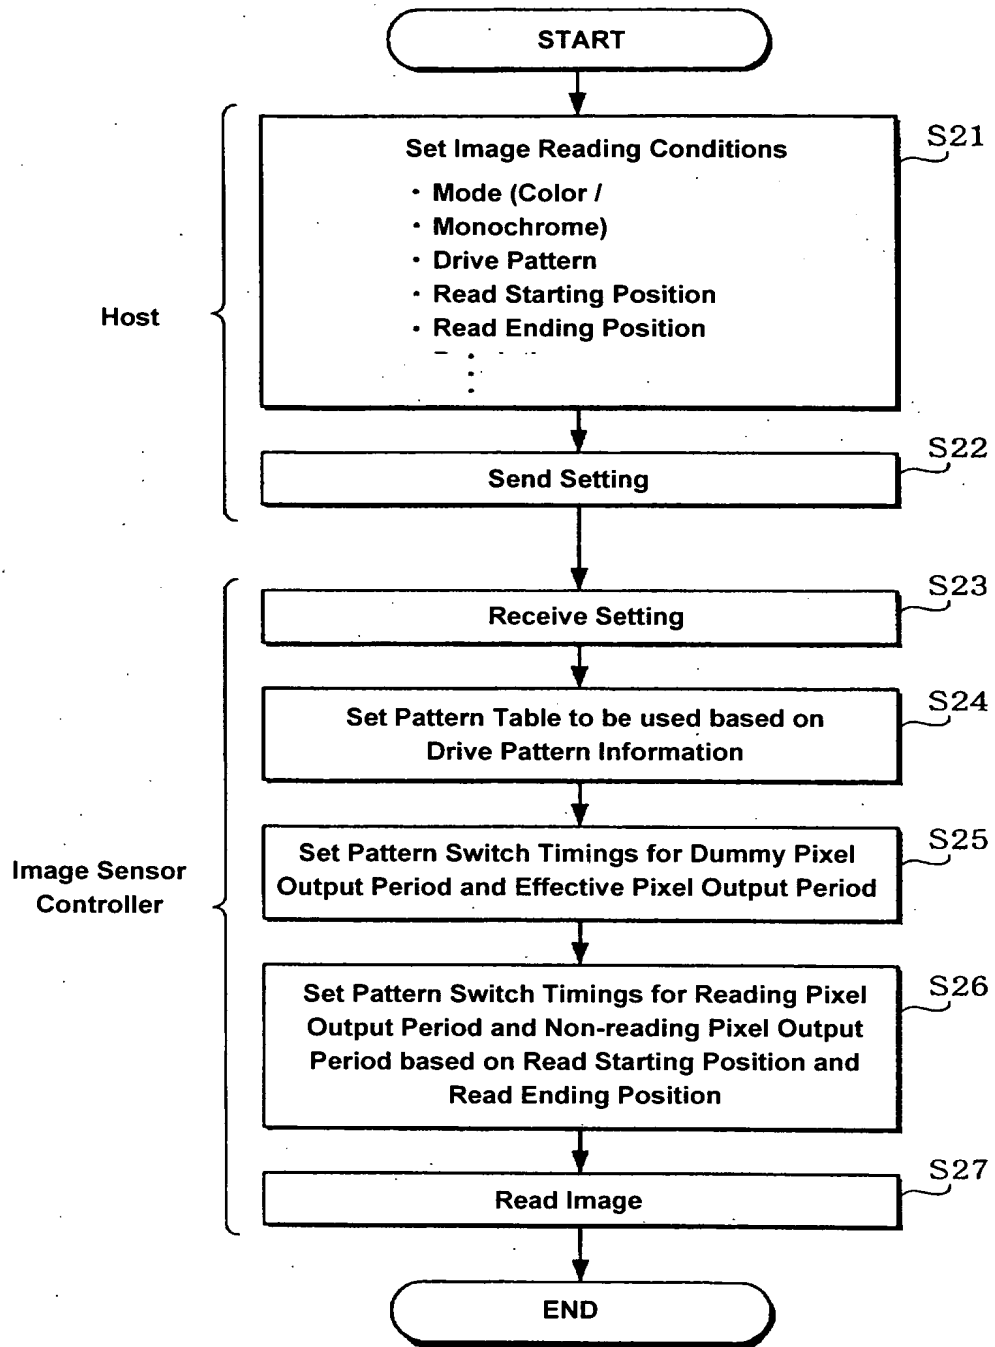 START
S21
Set Image Reading Conditions
· Mode (Color /
· Monochrome)
· Drive Pattern
· Read Starting Position
· Read Ending Position
Host
S22
Send Setting
S23
Receive Setting
S24
Set Pattern Table to be used based on
Drive Pattern Information
S25
Set Pattern Switch Timings for Dummy Pixel
Output Period and Effective Pixel Output Period
Image Sensor
Controller
S26
Set Pattern Switch Timings for Reading Pixel
Output Period and Non-reading Pixel Output
Period based on Read Starting Position and
Read Ending Position
S27
Read Image
END